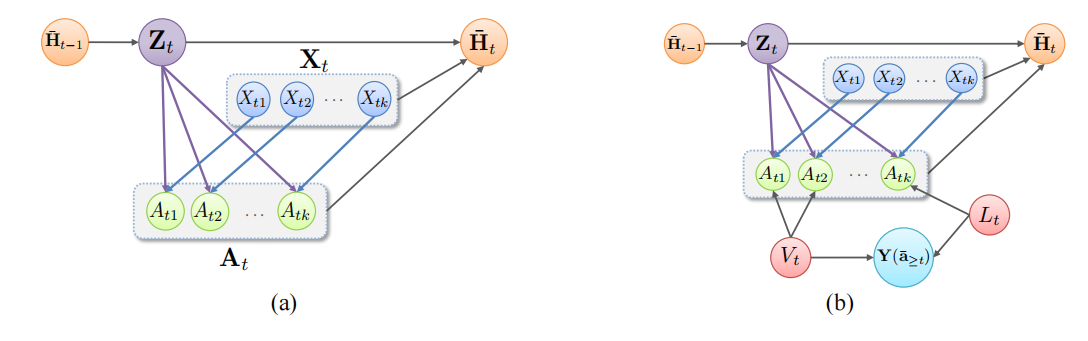 H̄ₜ₋₁ Zₜ H̄ₜ
Xₜ
Xₜ₁ Xₜ₂ ··· Xₜₖ
Aₜ₁ Aₜ₂ ··· Aₜₖ
Aₜ
(a)
H̄ₜ₋₁ Zₜ H̄ₜ
Xₜ₁ Xₜ₂ ··· Xₜₖ
Aₜ₁ Aₜ₂ ··· Aₜₖ
Lₜ
Vₜ Y(ā≥ₜ)
(b)